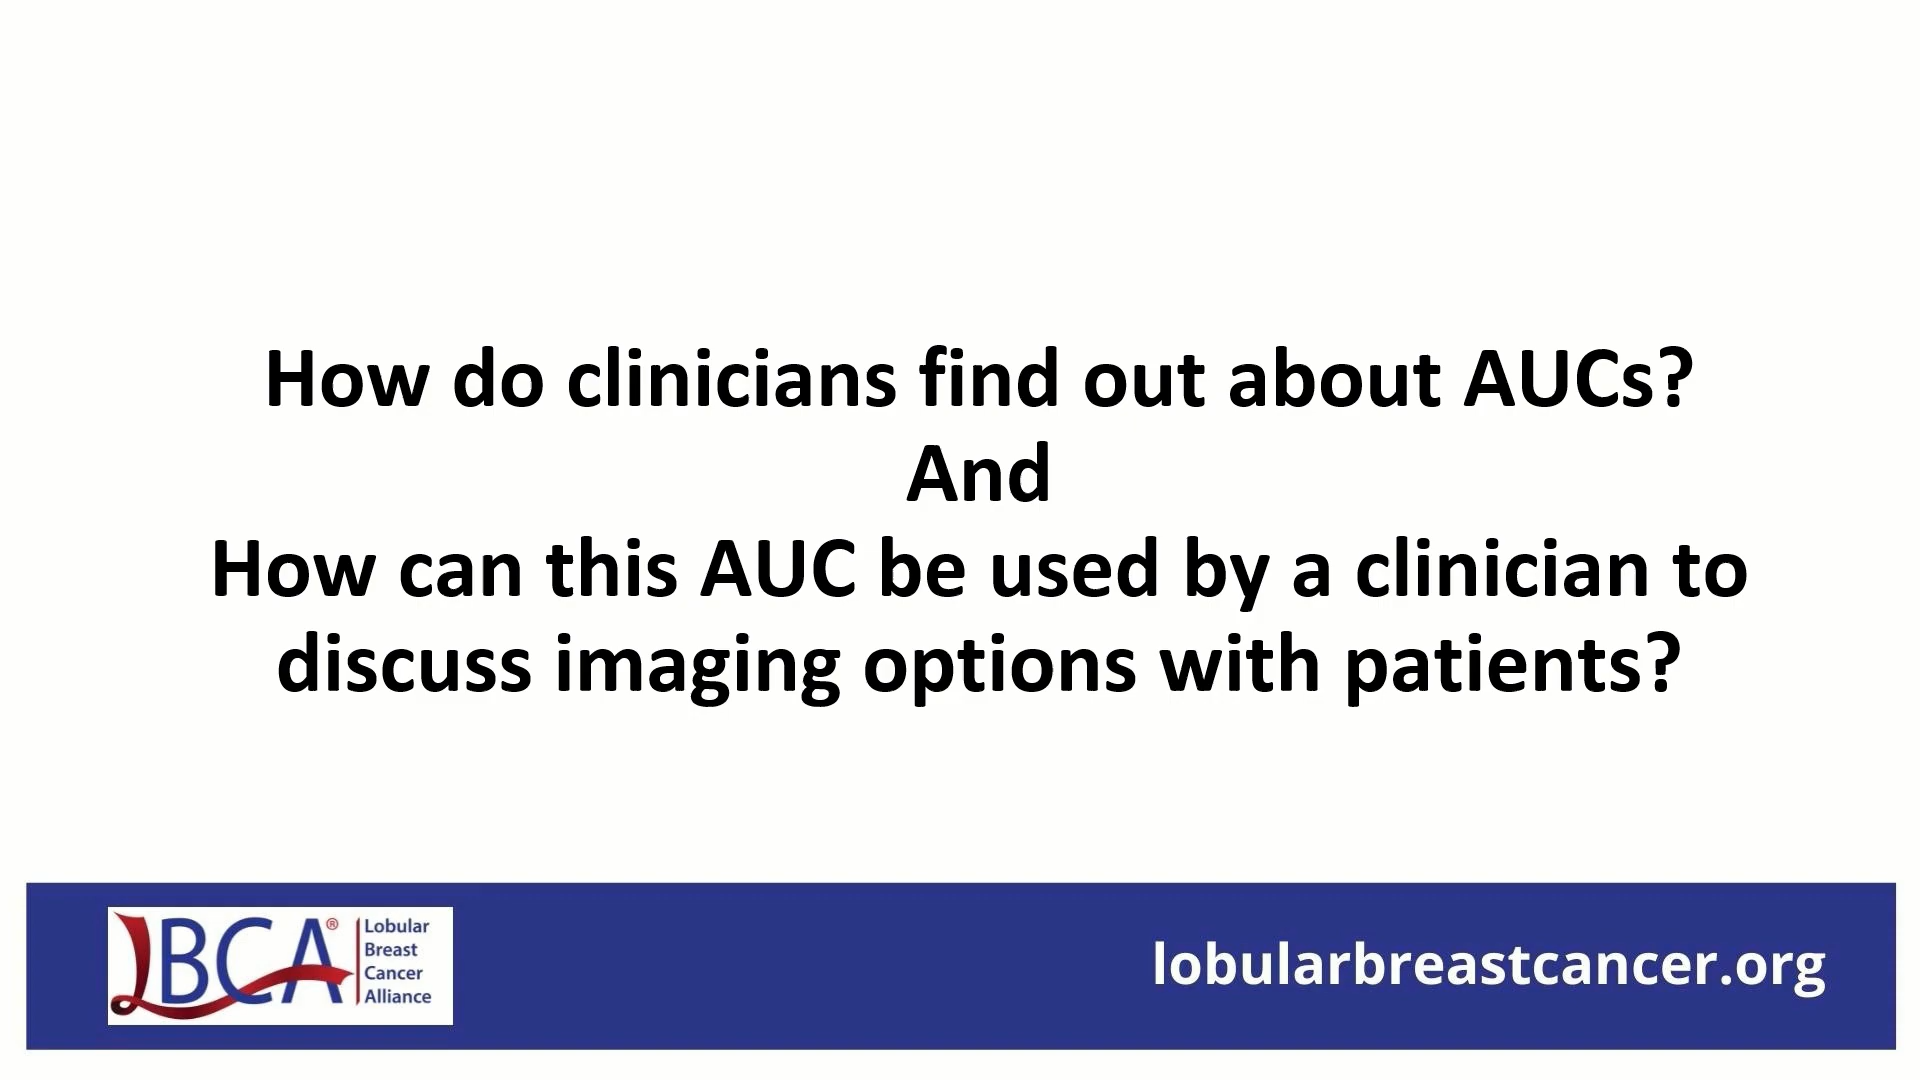 How do clinicians find out about AUCs?
And
How can this AUC be used by a clinician to
discuss imaging options with patients?
LBCA®
Lobular
Breast
Cancer
Alliance
lobularbreastcancer.org